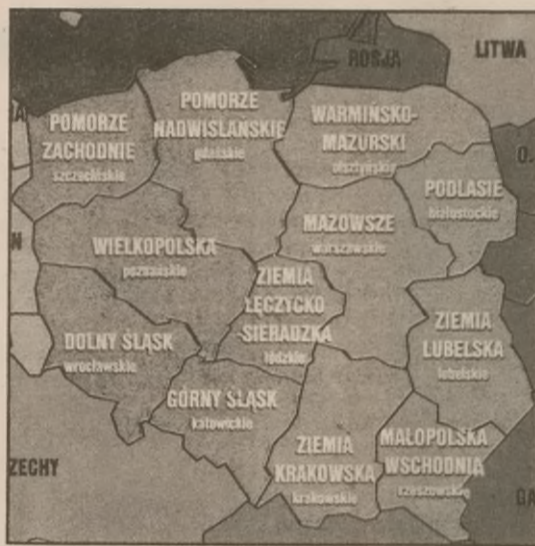 ROSJA
LITWA
POMORZE
ZACHODNIE
szczecińskie
POMORZE
NADWIŚLAŃSKIE
gdańskie
WARMIŃSKO-
MAZURSKI
olsztyński
PODLASIE
białostockie
MAZOWSZE
warszawskie
WIELKOPOLSKA
poznańskie
ZIEMIA
ŁĘCZYCKO
SIERADZKA
łódzkie
DOLNY ŚLĄSK
wrocławskie
ZIEMIA
LUBELSKA
lubelskie
GÓRNY ŚLĄSK
katowickie
ZIEMIA
KRAKOWSKA
krakowskie
MAŁOPOLSKA
WSCHODNIA
rzeszowskie
ZECHY